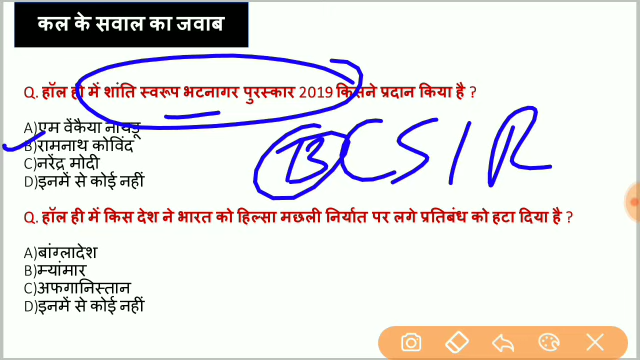 कल के सवाल का जवाब
Q. हॉल ही में शांति स्वरूप भटनागर पुरस्कार 2019 किसने प्रदान किया है ?
A)एम वेंकैया नायडू
B)रामनाथ कोविंद
C)नरेंद्र मोदी
D)इनमें से कोई नहीं
B CSIR
Q. हॉल ही में किस देश ने भारत को हिल्सा मछली निर्यात पर लगे प्रतिबंध को हटा दिया है ?
A)बांग्लादेश
B)म्यांमार
C)अफगानिस्तान
D)इनमें से कोई नहीं